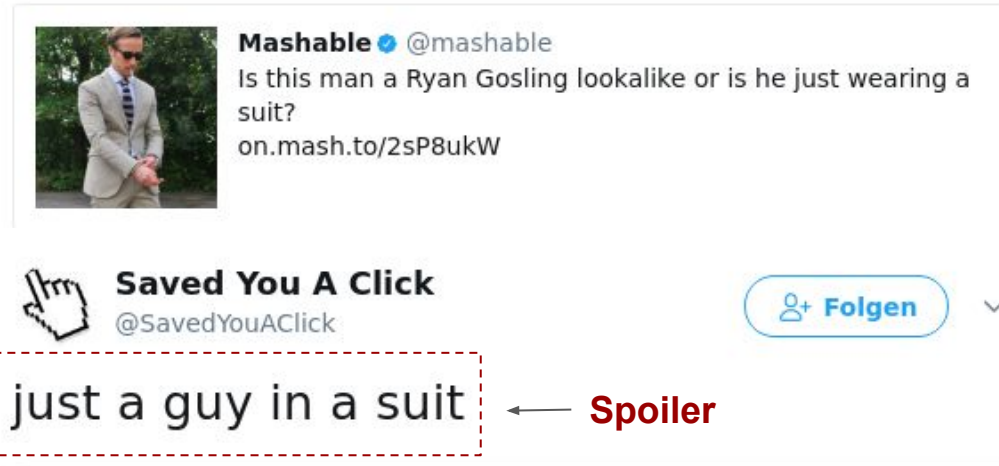 Mashable @mashable
Is this man a Ryan Gosling lookalike or is he just wearing a
suit?
on.mash.to/2sP8ukW
Saved You A Click
@SavedYouAClick
Folgen
just a guy in a suit
Spoiler